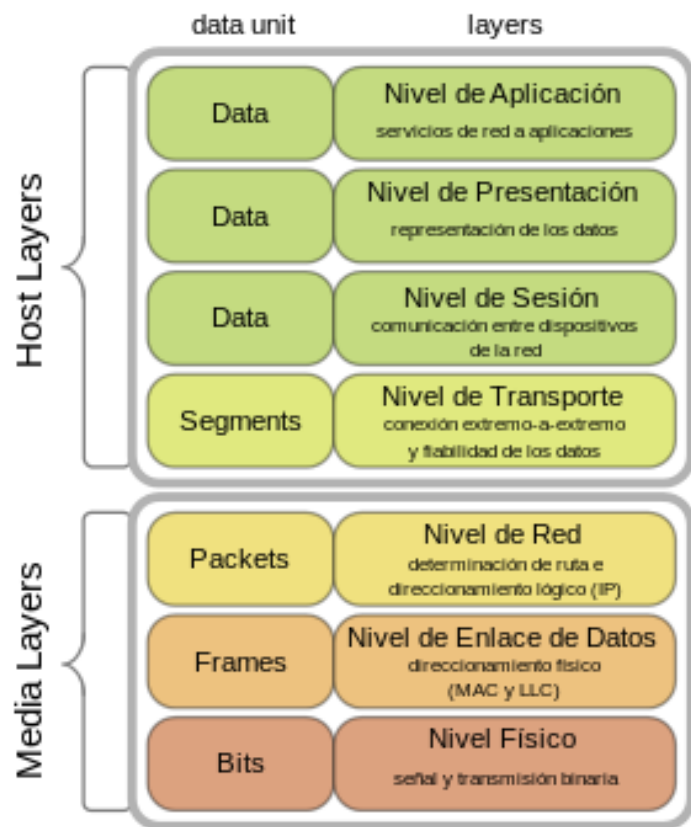 data unit layers
Host Layers
Data
Nivel de Aplicación
servicios de red a aplicaciones
Data
Nivel de Presentación
representación de los datos
Data
Nivel de Sesión
comunicación entre dispositivos
de la red
Segments
Nivel de Transporte
conexión extremo-a-extremo
y fiabilidad de los datos
Media Layers
Packets
Nivel de Red
determinación de ruta e
direccionamiento lógico (IP)
Frames
Nivel de Enlace de Datos
direccionamiento físico
(MAC y LLC)
Bits
Nivel Físico
señal y transmisión binaria